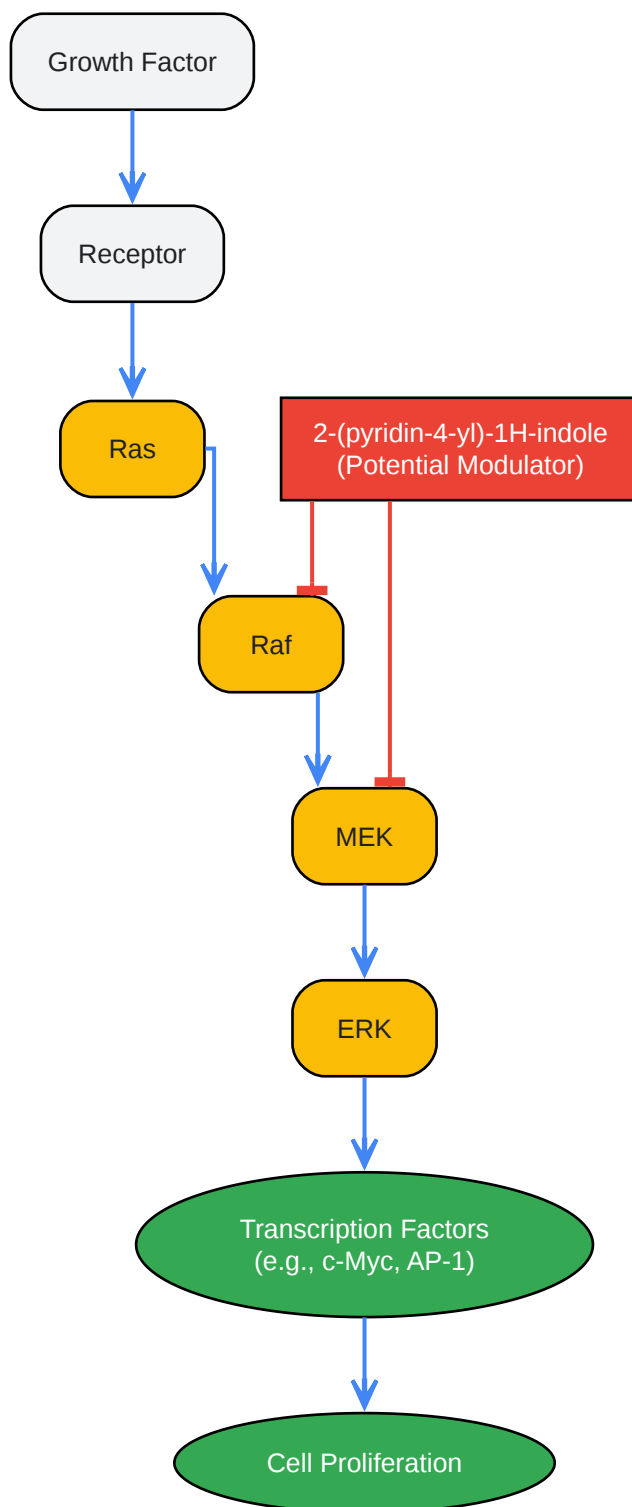 Growth Factor
Receptor
Ras
2-(pyridin-4-yl)-1H-indole
(Potential Modulator)
Raf
MEK
ERK
Transcription Factors
(e.g., c-Myc, AP-1)
Cell Proliferation